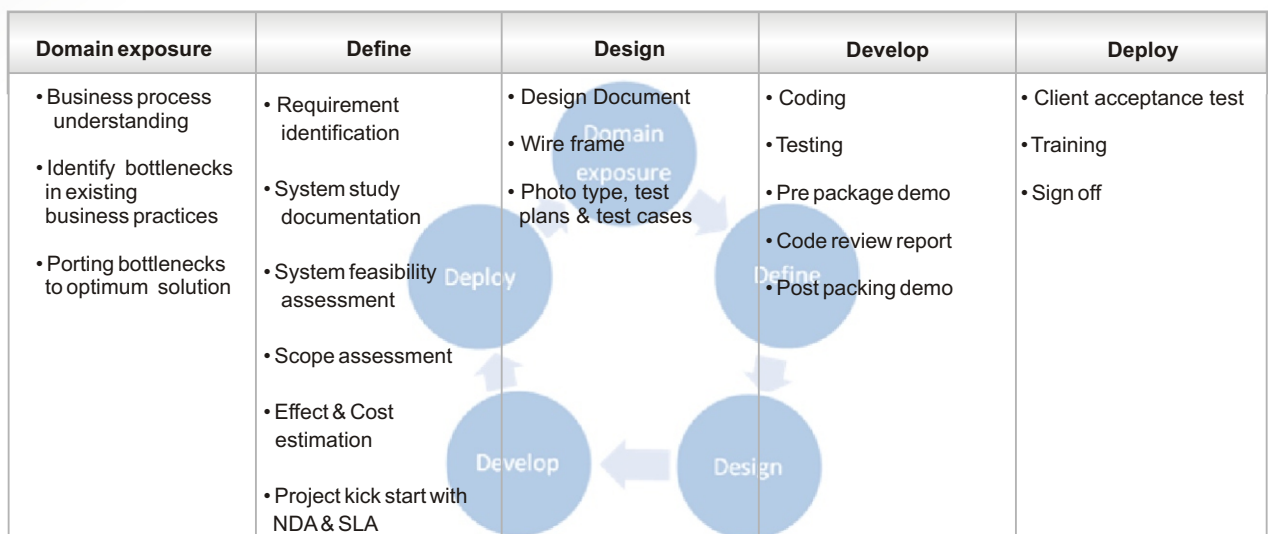 Domain exposure
Define
Design
Develop
Deploy
• Business process
understanding
• Identify bottlenecks
in existing
business practices
• Porting bottlenecks
to optimum solution
• Requirement
identification
• System study
documentation
• System feasibility
assessment
• Scope assessment
• Effect & Cost
estimation
• Project kick start with
NDA & SLA
• Design Document
• Wire frame
• Photo type, test
plans & test cases
• Coding
• Testing
• Pre package demo
• Code review report
• Post packing demo
• Client acceptance test
• Training
• Sign off
Domain
exposure
Define
Design
Develop
Deploy